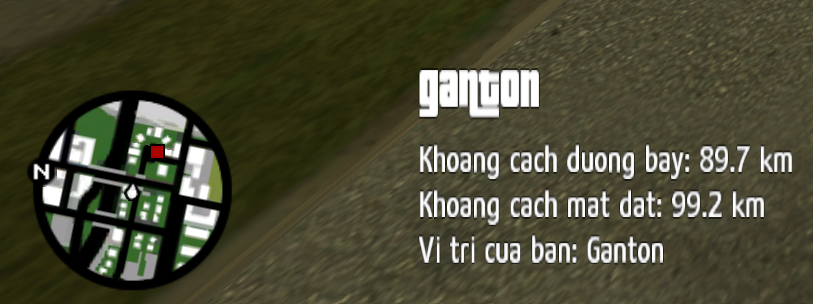 N
ganton
Khoang cach duong bay: 89.7 km
Khoang cach mat dat: 99.2 km
Vi tri cua ban: Ganton